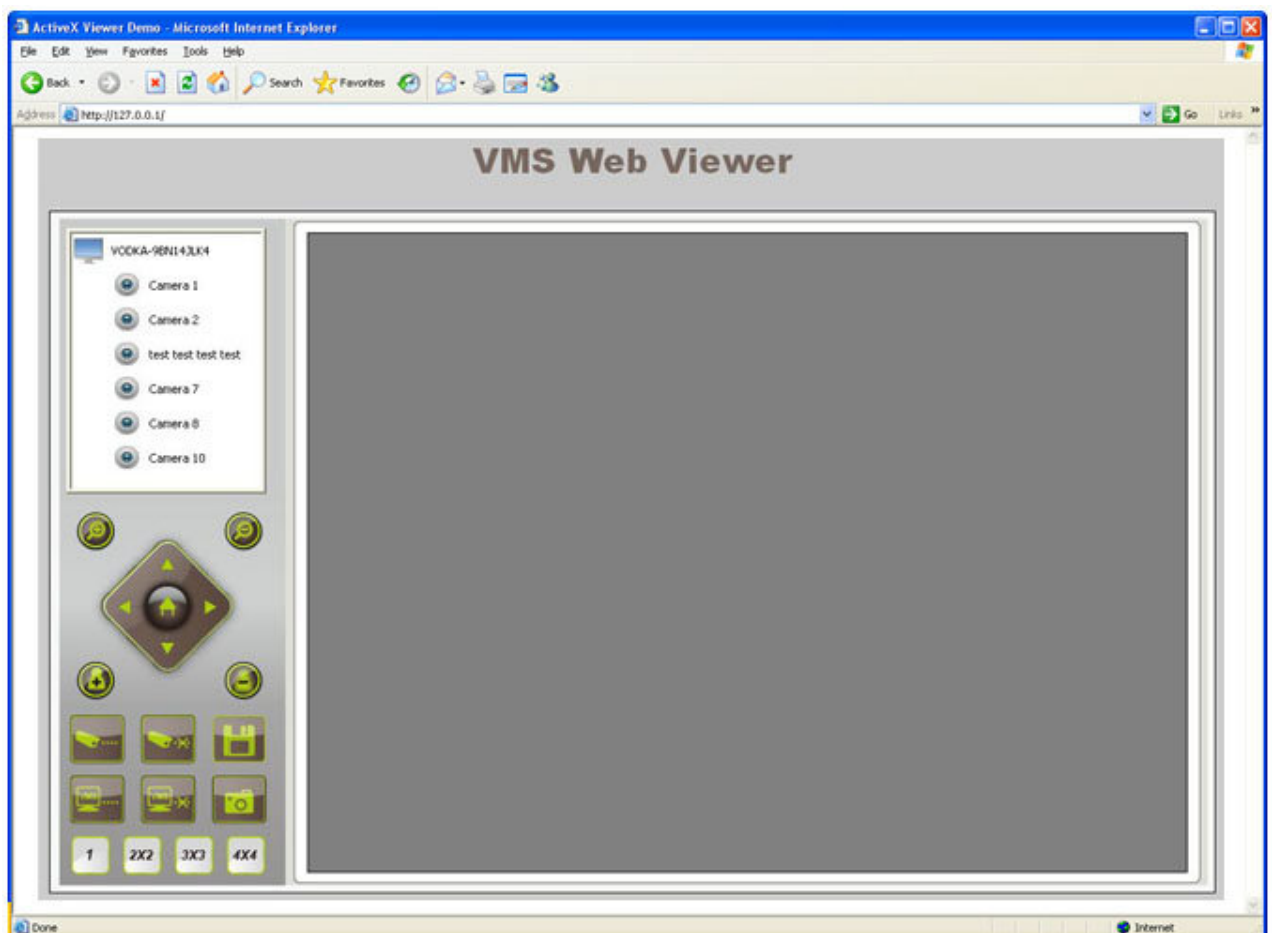 ActiveX Viewer Demo - Microsoft Internet Explorer
File Edit View Favorites Tools Help
Back Search Favorites
Address http://127.0.0.1/ Go Links »
VMS Web Viewer
VODKA-9BN143LK4
Camera 1
Camera 2
test test test test
Camera 7
Camera 8
Camera 10
1 2X2 3X3 4X4
Done Internet